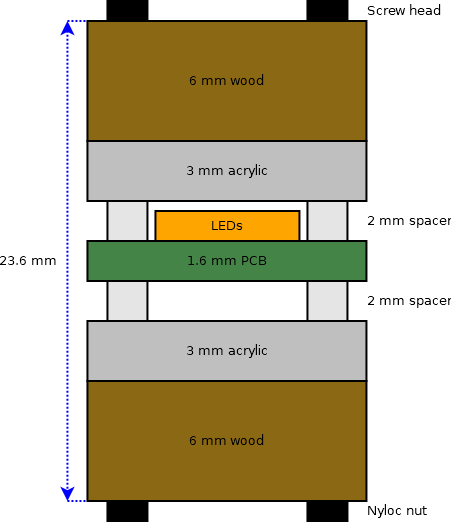 Screw head
6 mm wood
3 mm acrylic
LEDs
2 mm spacer
23.6 mm
1.6 mm PCB
2 mm spacer
3 mm acrylic
6 mm wood
Nyloc nut